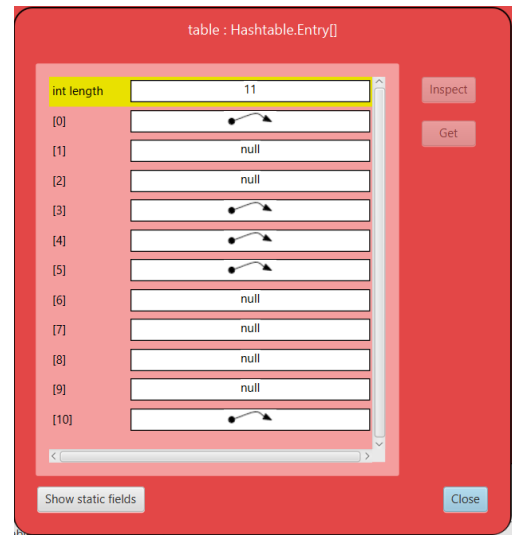 table : Hashtable.Entry[]
int length 11
Inspect
[0]
Get
[1] null
[2] null
[3]
[4]
[5]
[6] null
[7] null
[8] null
[9] null
[10]
Show static fields
Close